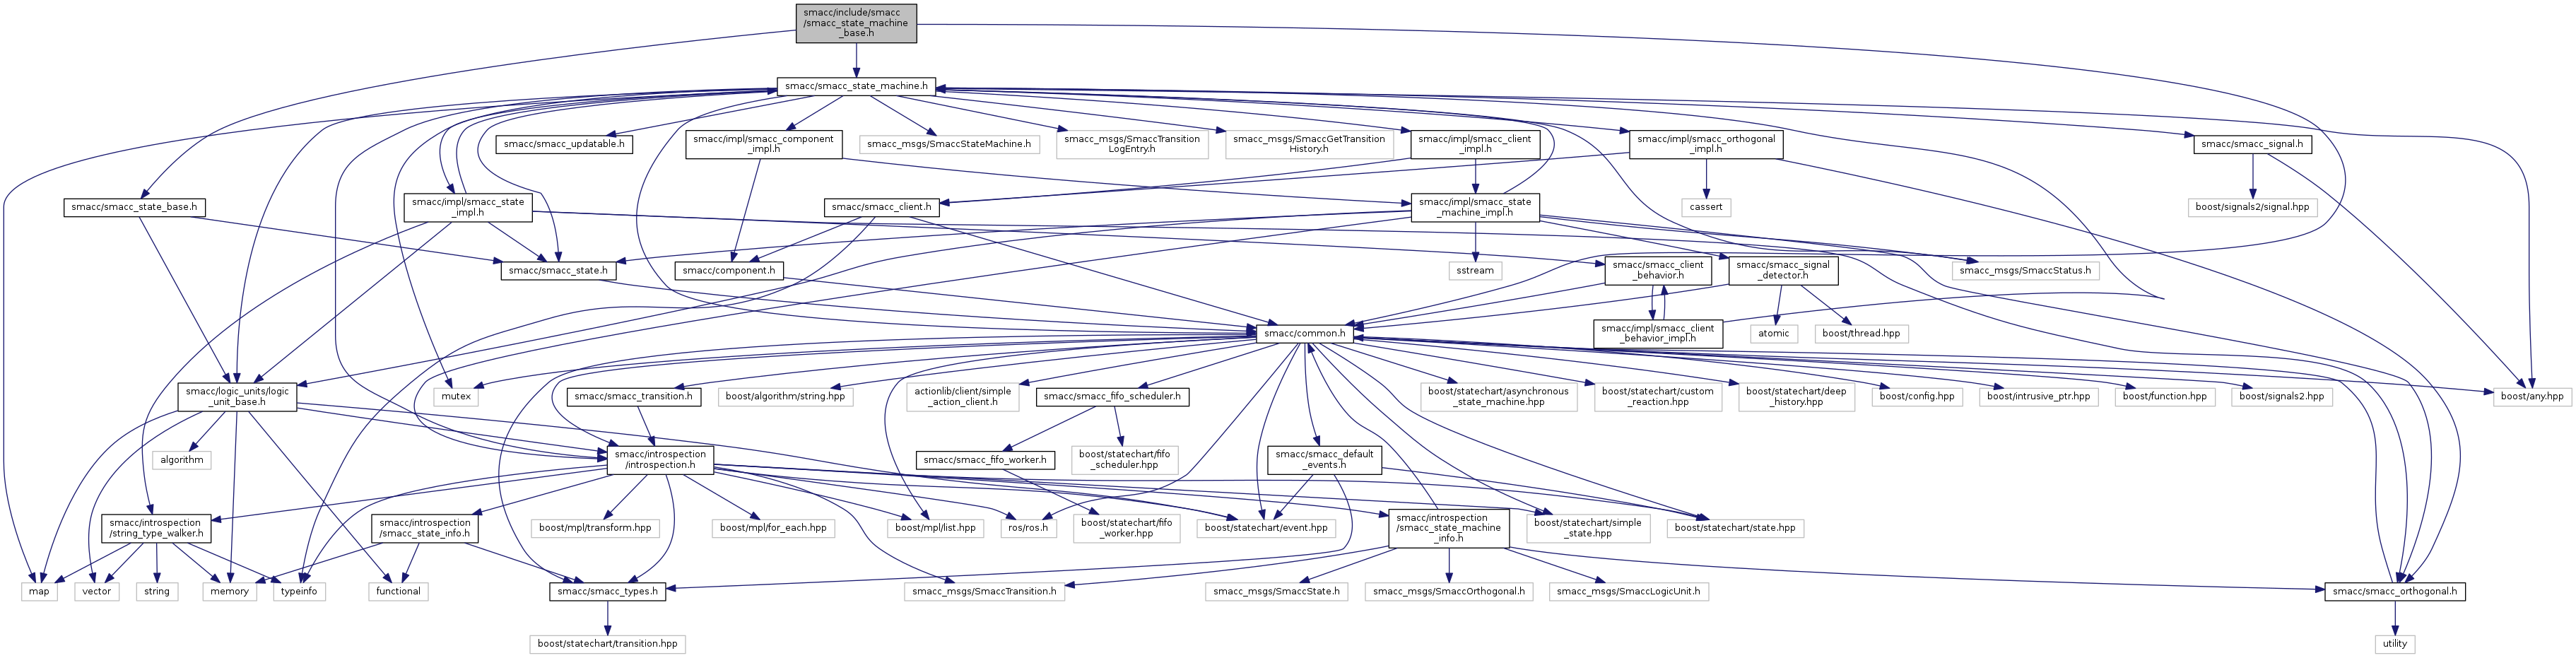 smacc/include/smacc
/smacc_state_machine
_base.h
smacc/smacc_state_machine.h
smacc/smacc_updatable.h
smacc/impl/smacc_component
_impl.h
smacc_msgs/SmaccStateMachine.h
smacc_msgs/SmaccTransition
LogEntry.h
smacc_msgs/SmaccGetTransition
History.h
smacc/impl/smacc_client
_impl.h
smacc/impl/smacc_orthogonal
_impl.h
smacc/smacc_signal.h
smacc/smacc_state_base.h
smacc/impl/smacc_state
_impl.h
smacc/smacc_client.h
smacc/impl/smacc_state
_machine_impl.h
cassert
boost/signals2/signal.hpp
smacc/smacc_state.h
smacc/component.h
sstream
smacc/smacc_client
_behavior.h
smacc/smacc_signal
_detector.h
smacc_msgs/SmaccStatus.h
smacc/common.h
smacc/impl/smacc_client
_behavior_impl.h
atomic
boost/thread.hpp
smacc/logic_units/logic
_unit_base.h
mutex
smacc/smacc_transition.h
boost/algorithm/string.hpp
actionlib/client/simple
_action_client.h
smacc/smacc_fifo_scheduler.h
boost/statechart/asynchronous
_state_machine.hpp
boost/statechart/custom
_reaction.hpp
boost/statechart/deep
_history.hpp
boost/config.hpp
boost/intrusive_ptr.hpp
boost/function.hpp
boost/signals2.hpp
boost/any.hpp
algorithm
smacc/introspection
/introspection.h
smacc/smacc_fifo_worker.h
boost/statechart/fifo
_scheduler.hpp
smacc/smacc_default
_events.h
smacc/introspection
/string_type_walker.h
smacc/introspection
/smacc_state_info.h
boost/mpl/transform.hpp
boost/mpl/for_each.hpp
boost/mpl/list.hpp
ros/ros.h
boost/statechart/fifo
_worker.hpp
boost/statechart/event.hpp
smacc/introspection
/smacc_state_machine
_info.h
boost/statechart/simple
_state.hpp
boost/statechart/state.hpp
map
vector
string
memory
typeinfo
functional
smacc/smacc_types.h
smacc_msgs/SmaccTransition.h
smacc_msgs/SmaccState.h
smacc_msgs/SmaccOrthogonal.h
smacc_msgs/SmaccLogicUnit.h
smacc/smacc_orthogonal.h
boost/statechart/transition.hpp
utility